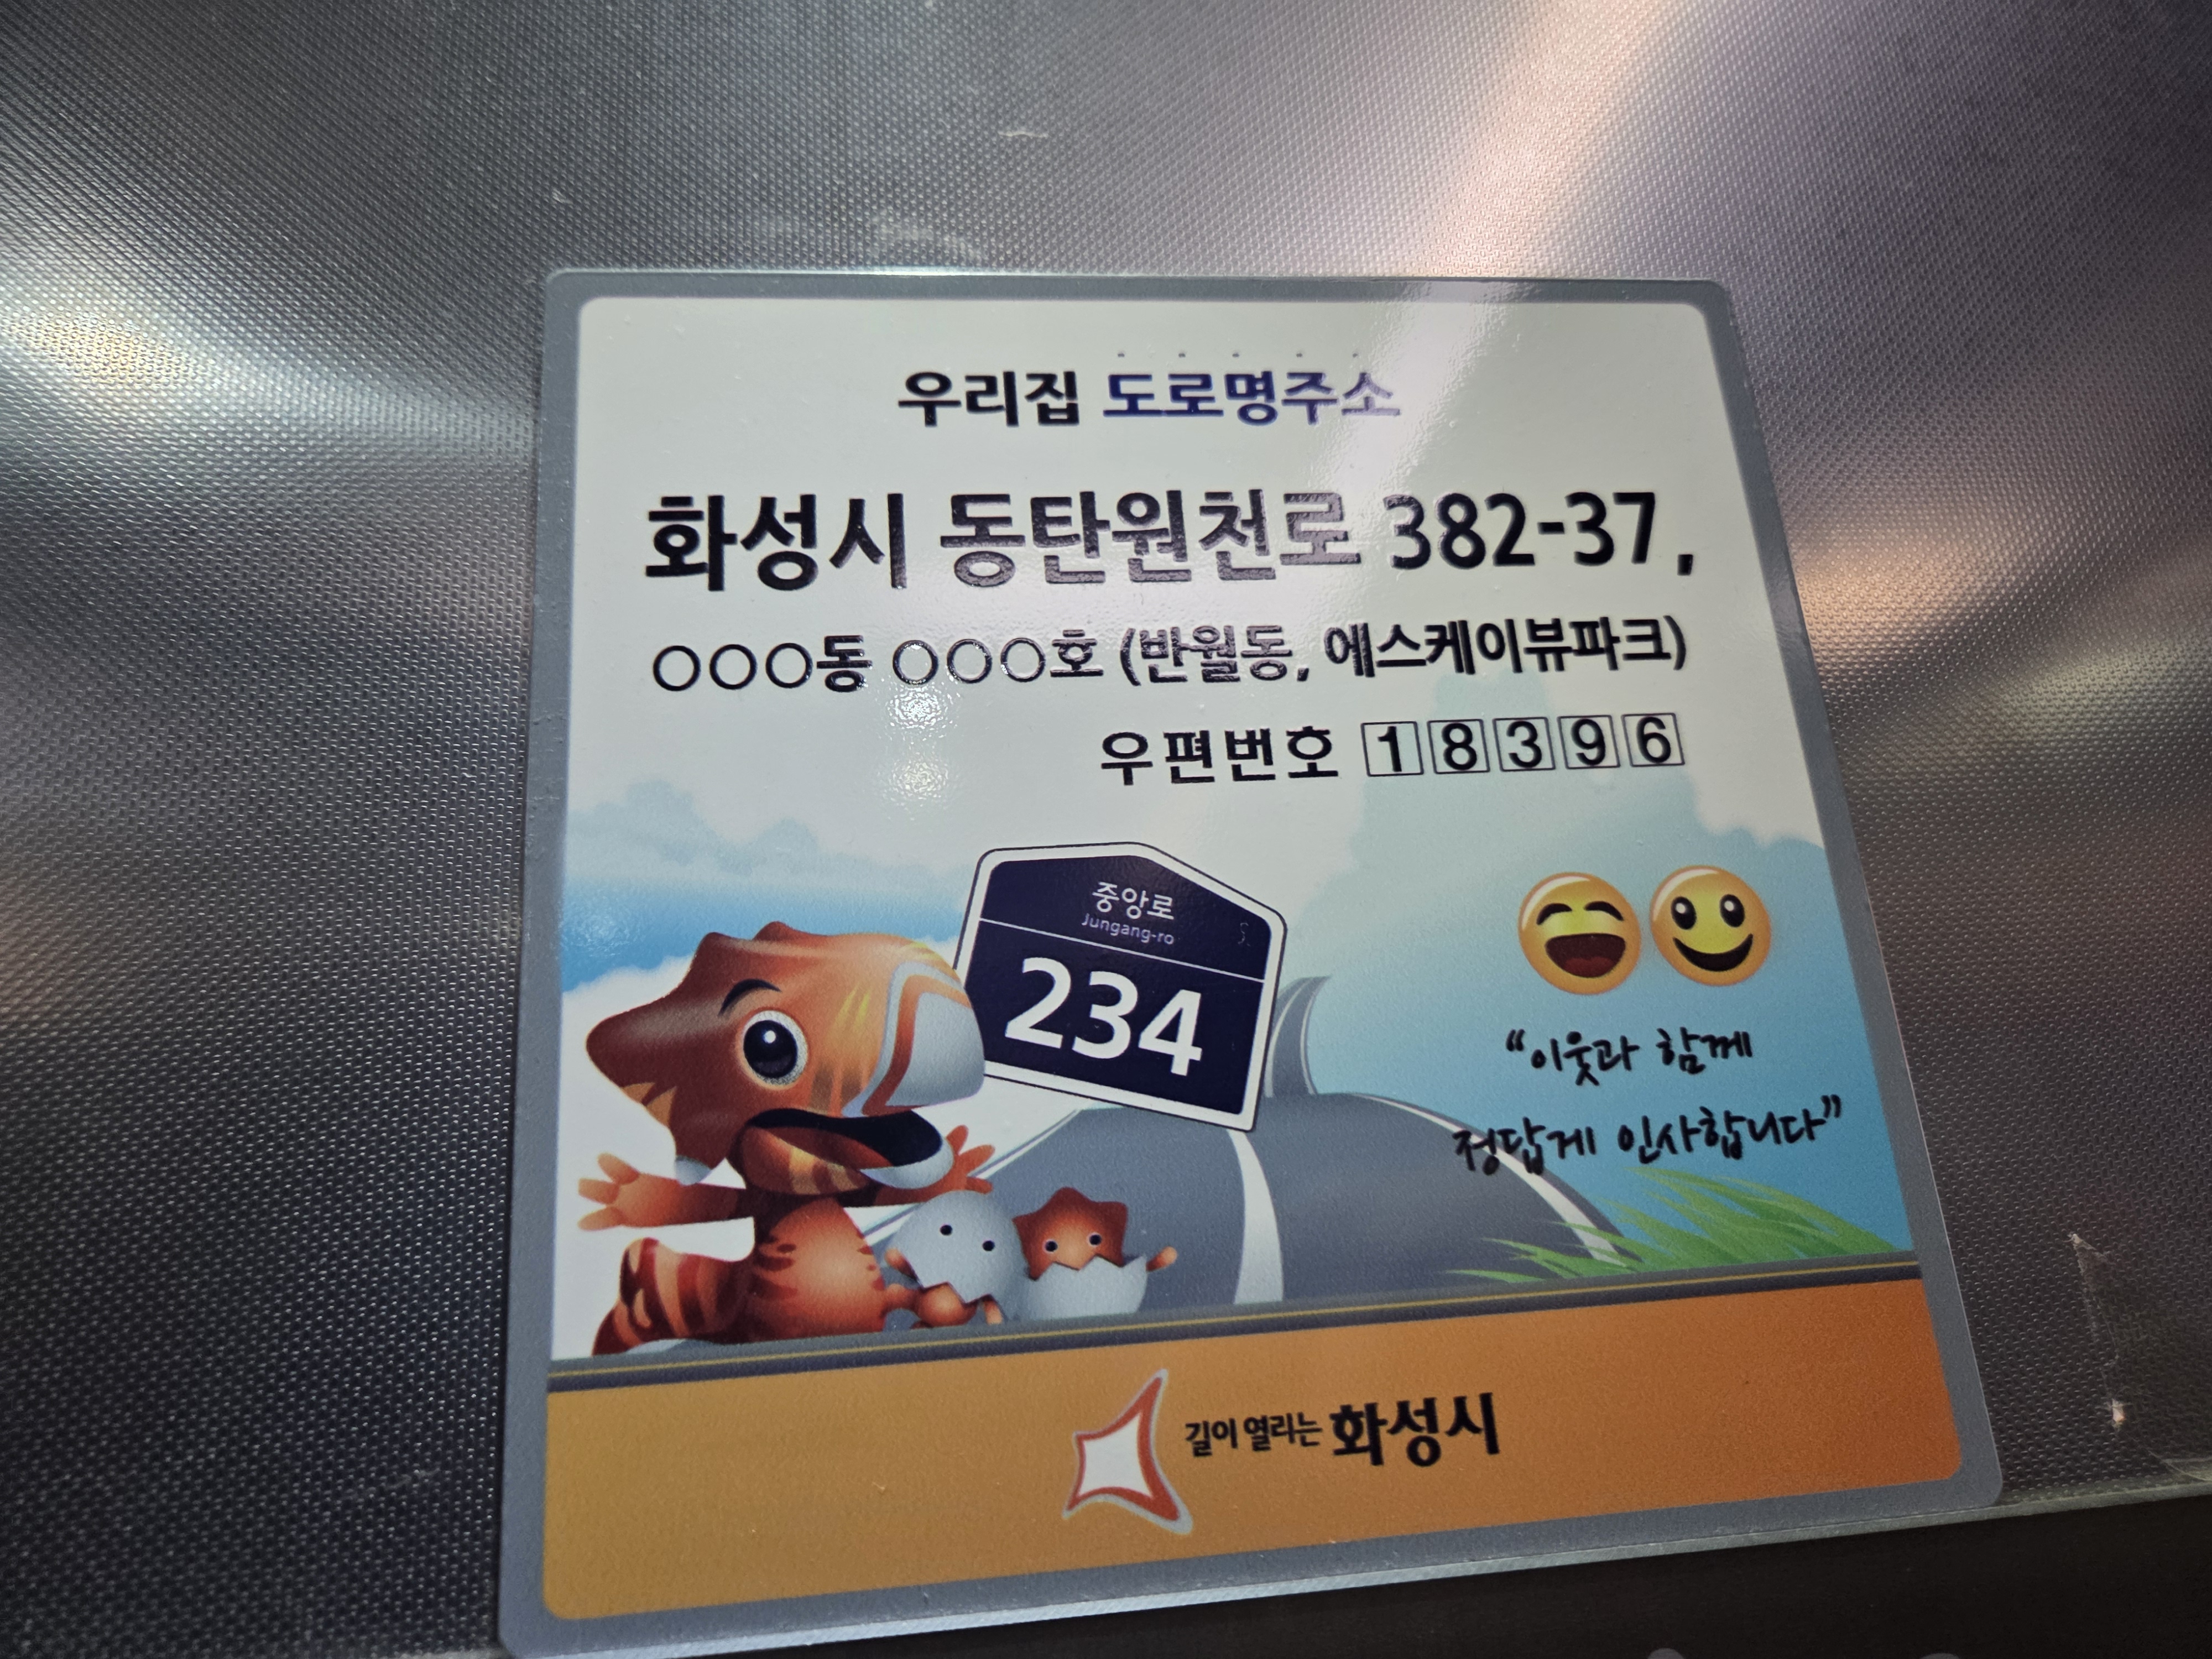 우리집 도로명주소
화성시 동탄원천로 382-37,
○○○동 ○○○호 (반월동, 에스케이뷰파크)
우편번호 18396
중앙로
Jungang-ro
234
“이웃과 함께
정답게 인사합니다”
길이 열리는 화성시